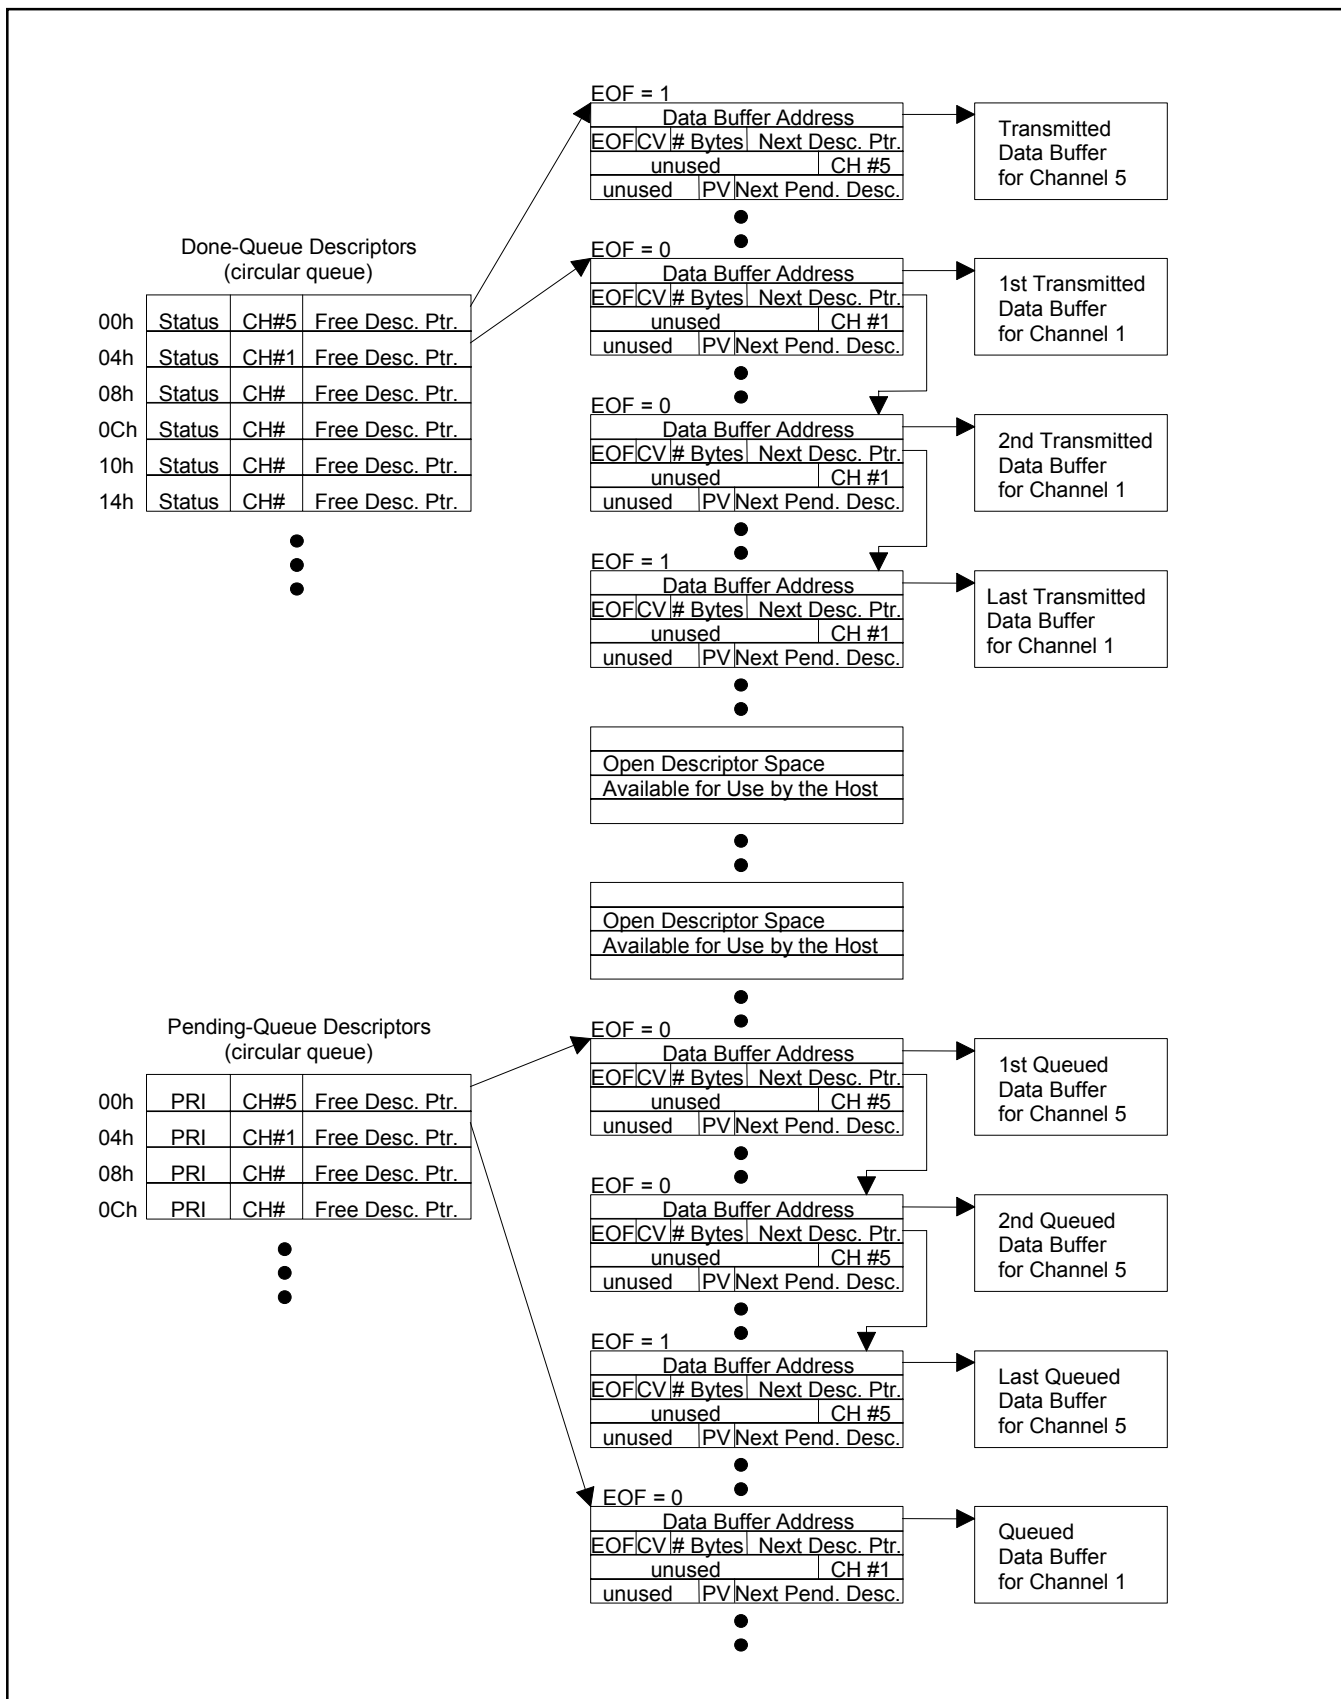 EOF = 1
Data Buffer Address
EOF CV # Bytes Next Desc. Ptr.
unused CH #5
unused PV Next Pend. Desc.
Transmitted
Data Buffer
for Channel 5
Done-Queue Descriptors
(circular queue)
00h Status CH#5 Free Desc. Ptr.
04h Status CH#1 Free Desc. Ptr.
08h Status CH# Free Desc. Ptr.
0Ch Status CH# Free Desc. Ptr.
10h Status CH# Free Desc. Ptr.
14h Status CH# Free Desc. Ptr.
EOF = 0
Data Buffer Address
EOF CV # Bytes Next Desc. Ptr.
unused CH #1
unused PV Next Pend. Desc.
1st Transmitted
Data Buffer
for Channel 1
EOF = 0
Data Buffer Address
EOF CV # Bytes Next Desc. Ptr.
unused CH #1
unused PV Next Pend. Desc.
2nd Transmitted
Data Buffer
for Channel 1
EOF = 1
Data Buffer Address
EOF CV # Bytes Next Desc. Ptr.
unused CH #1
unused PV Next Pend. Desc.
Last Transmitted
Data Buffer
for Channel 1
Open Descriptor Space
Available for Use by the Host
Open Descriptor Space
Available for Use by the Host
Pending-Queue Descriptors
(circular queue)
00h PRI CH#5 Free Desc. Ptr.
04h PRI CH#1 Free Desc. Ptr.
08h PRI CH# Free Desc. Ptr.
0Ch PRI CH# Free Desc. Ptr.
EOF = 0
Data Buffer Address
EOF CV # Bytes Next Desc. Ptr.
unused CH #5
unused PV Next Pend. Desc.
1st Queued
Data Buffer
for Channel 5
EOF = 0
Data Buffer Address
EOF CV # Bytes Next Desc. Ptr.
unused CH #5
unused PV Next Pend. Desc.
2nd Queued
Data Buffer
for Channel 5
EOF = 1
Data Buffer Address
EOF CV # Bytes Next Desc. Ptr.
unused CH #5
unused PV Next Pend. Desc.
Last Queued
Data Buffer
for Channel 5
EOF = 0
Data Buffer Address
EOF CV # Bytes Next Desc. Ptr.
unused CH #1
unused PV Next Pend. Desc.
Queued
Data Buffer
for Channel 1